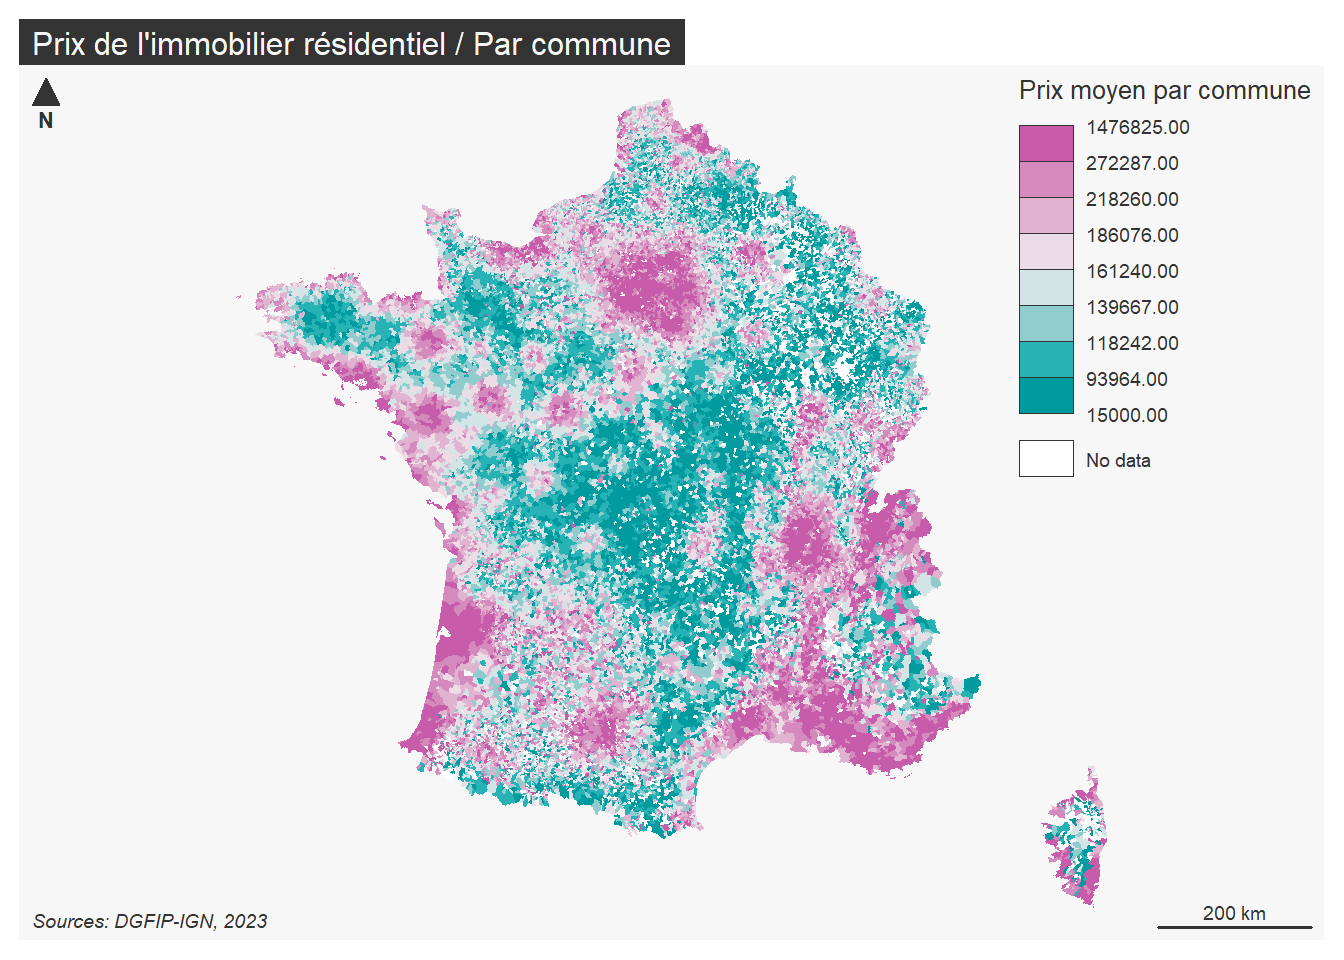 Prix de l'immobilier résidentiel / Par commune
N
Prix moyen par commune
1476825.00
272287.00
218260.00
186076.00
161240.00
139667.00
118242.00
93964.00
15000.00
No data
Sources: DGFIP-IGN, 2023
200 km